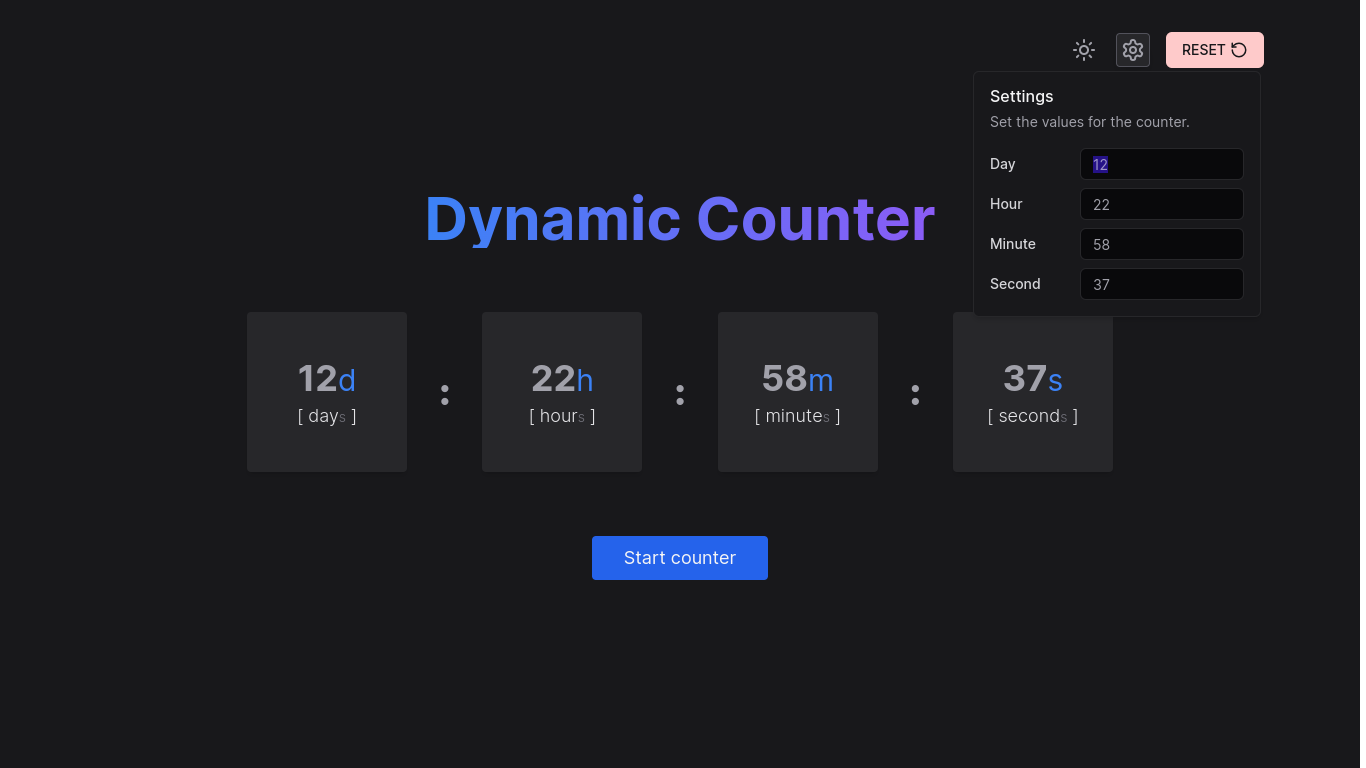 RESET
Settings
Set the values for the counter.
Day 12
Hour 22
Minute 58
Second 37
Dynamic Counter
12d : 22h : 58m : 37s
[ days ] [ hours ] [ minutes ] [ seconds ]
Start counter